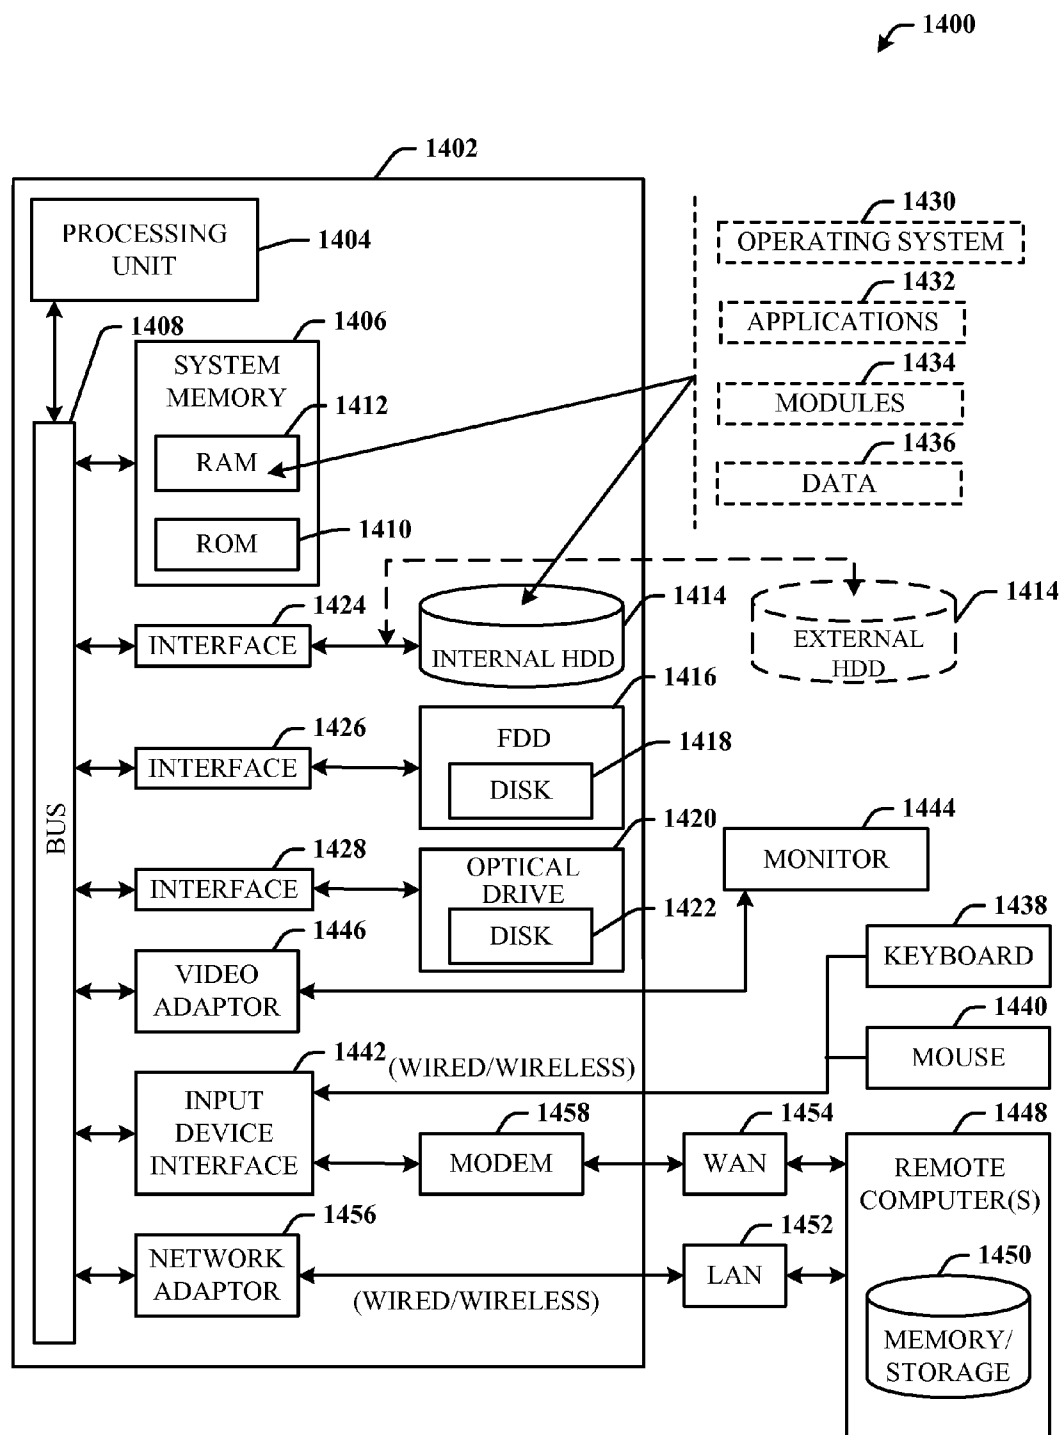 1400
1402
PROCESSING
UNIT
1404
1430
OPERATING SYSTEM
1432
APPLICATIONS
1434
MODULES
1436
DATA
1408
1406
SYSTEM
MEMORY
1412
RAM
ROM
1410
1424
INTERFACE
INTERNAL HDD
1414
EXTERNAL
HDD
1414
1416
1426
INTERFACE
FDD
1418
DISK
BUS
1420
1428
INTERFACE
OPTICAL
DRIVE
1422
DISK
1444
MONITOR
1446
VIDEO
ADAPTOR
1438
KEYBOARD
1440
MOUSE
1442
(WIRED/WIRELESS)
INPUT
DEVICE
INTERFACE
1458
MODEM
1454
WAN
1448
REMOTE
COMPUTER(S)
1456
NETWORK
ADAPTOR
(WIRED/WIRELESS)
1452
LAN
1450
MEMORY/
STORAGE